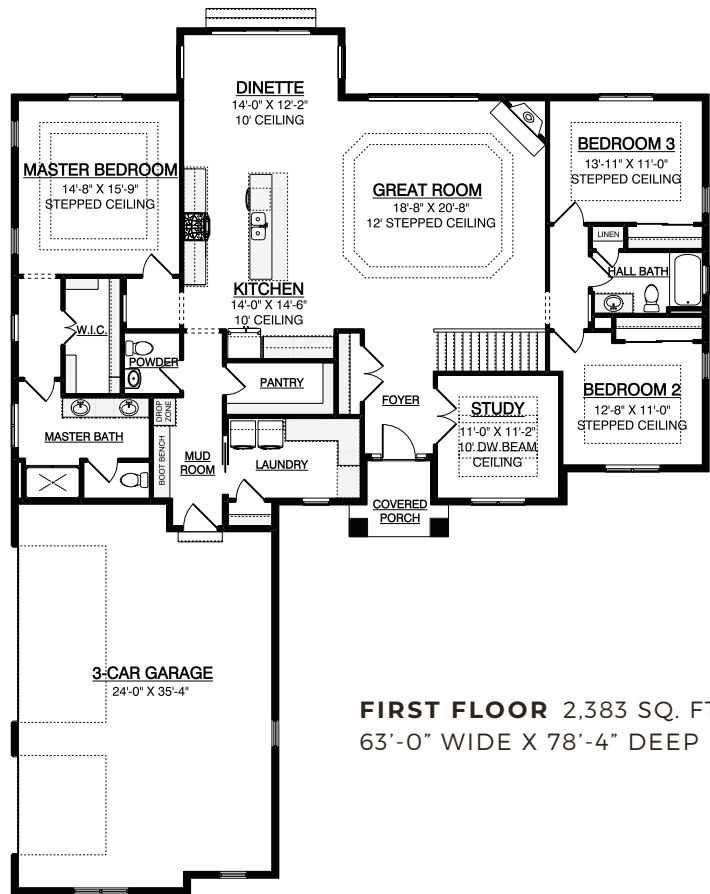 DINETTE
14'-0" X 12'-2"
10' CEILING
MASTER BEDROOM
14'-8" X 15'-9"
STEPPED CEILING
GREAT ROOM
18'-8" X 20'-8"
12' STEPPED CEILING
BEDROOM 3
13'-11" X 11'-0"
STEPPED CEILING
LINEN
HALL BATH
KITCHEN
14'-0" X 14'-6"
10' CEILING
W.I.C.
POWDER
PANTRY
FOYER
STUDY
11'-0" X 11'-2"
10' DW.BEAM
CEILING
BEDROOM 2
12'-8" X 11'-0"
STEPPED CEILING
MASTER BATH
DROP
ZONE
BOOT BENCH
MUD
ROOM
LAUNDRY
COVERED
PORCH
3-CAR GARAGE
24'-0" X 35'-4"
FIRST FLOOR 2,383 SQ. FT
63'-0" WIDE X 78'-4" DEEP